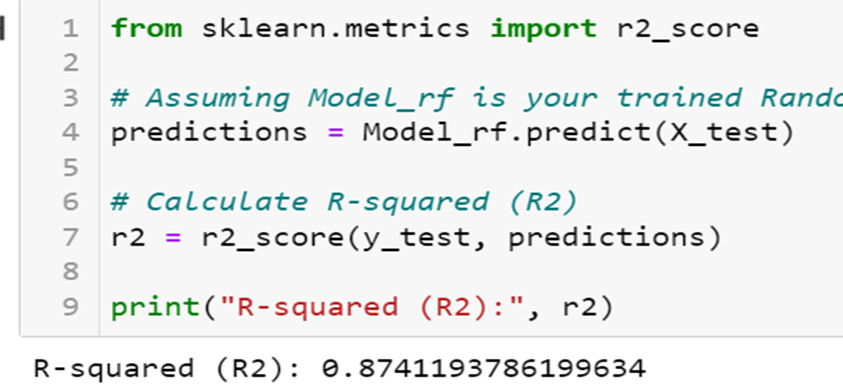 1 from sklearn.metrics import r2_score
2
3 # Assuming Model_rf is your trained
4 predictions = Model_rf.predict(X_test)
5
6 # Calculate R-squared (R2)
7 r2 = r2_score(y_test, predictions)
8
9 print("R-squared (R2):", r2)
R-squared (R2): 0.8741193786199634